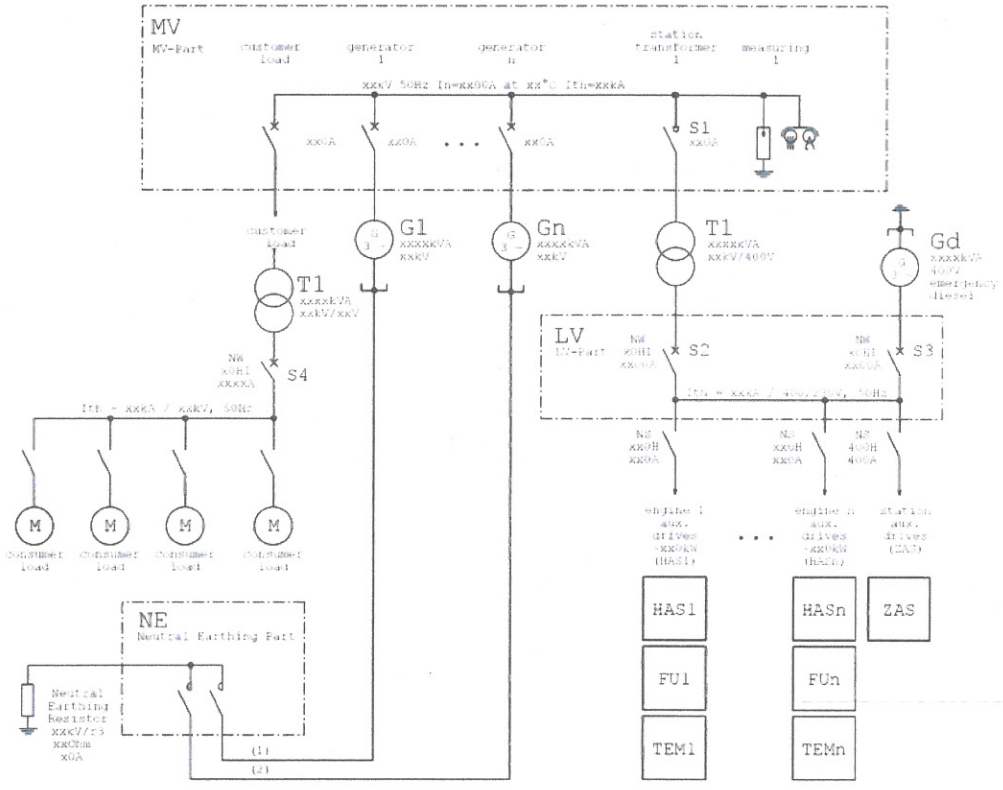 MV
MV-Part
customer
load
generator
1
generator
n
station
transformer
1
measuring
1
xxkV 50Hz In=xx00A at xx°C Ith=xxkA
xx0A
xx0A
...
xx0A
S1
xx0A
customer
load
G
3 ~
G1
xxxxkVA
xxkV
G
3 ~
Gn
xxxxkVA
xxkV
T1
xxxxkVA
xxkV/400V
G
3 ~
Gd
xxxxkVA
400V
emergency
diesel
T1
xxxxkVA
xxkV/xxV
LV
LV-Part
NW
x0H1
xx00A
S2
NW
x0H1
xx00A
S3
NW
x0H1
xxxxA
S4
Ith = xxkA / xxkV, 50Hz
Ith = xxxA / 400/230V, 50Hz
NS
xx0H
xx0A
NS
xx0H
xx0A
NS
400H
400A
M
M
M
M
consumer
load
consumer
load
consumer
load
consumer
load
engine 1
aux.
drives
~xx0kW
(HAS1)
...
engine n
aux.
drives
~xx0kW
(HASn)
station
aux.
drives
(ZAS)
HAS1
HASn
ZAS
FU1
FUn
TEM1
TEMn
NE
Neutral Earthing Part
Neutral
Earthing
Resistor
xxkV/r3
xxOhm
x0A
(1)
(2)